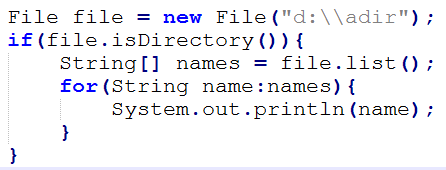 File file = new File("d:\\adir");
if(file.isDirectory()){
    String[] names = file.list();
    for(String name:names){
        System.out.println(name);
    }
}